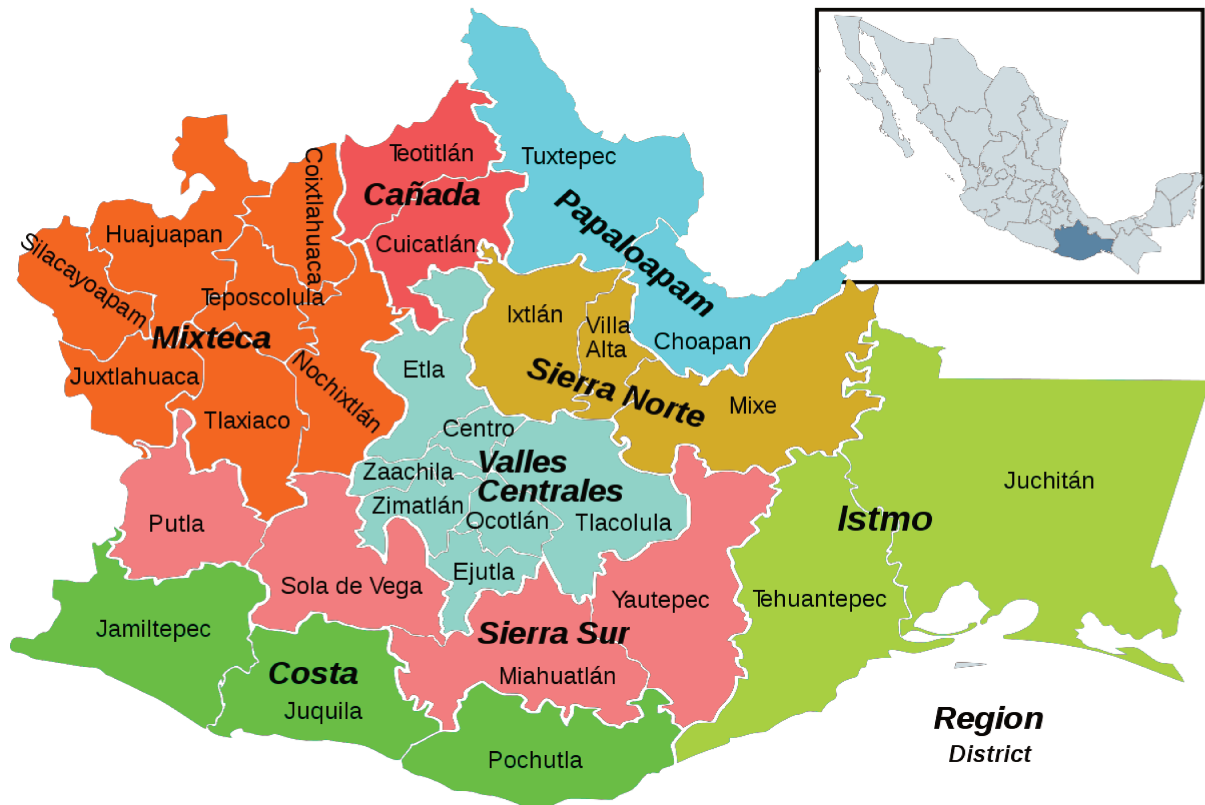 Teotitlán
Tuxtepec
Coixtlahuaca
Cañada
Papaloapam
Huajuapan
Cuicatlán
Silacayoapam
Teposcolula
Ixtlán
Villa
Alta
Choapan
Mixteca
Etla
Sierra Norte
Juxtlahuaca
Nochixtlán
Mixe
Tlaxiaco
Centro
Valles
Centrales
Zaachila
Zimatlán
Ocotlán
Tlacolula
Juchitán
Istmo
Putla
Ejutla
Sola de Vega
Yautepec
Tehuantepec
Jamiltepec
Sierra Sur
Miahuatlán
Costa
Juquila
Pochutla
Region
District